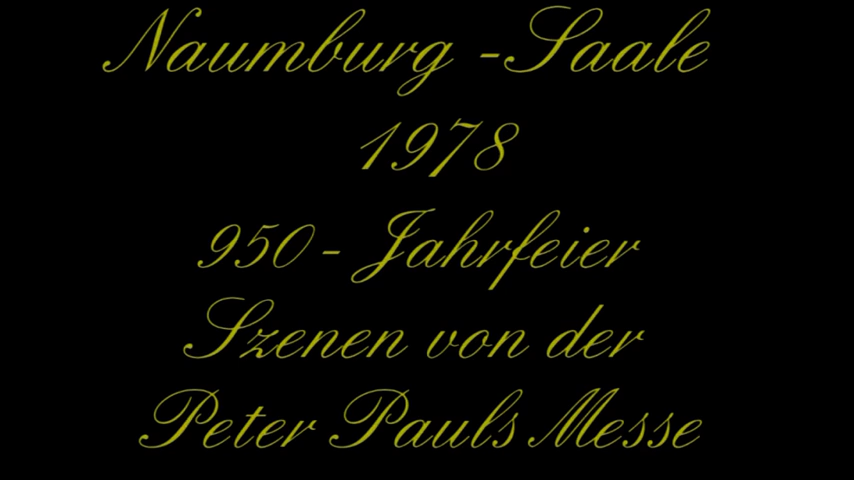 Naumburg -Saale
1978
950 - Jahrfeier
Szenen von der
Peter Pauls Messe